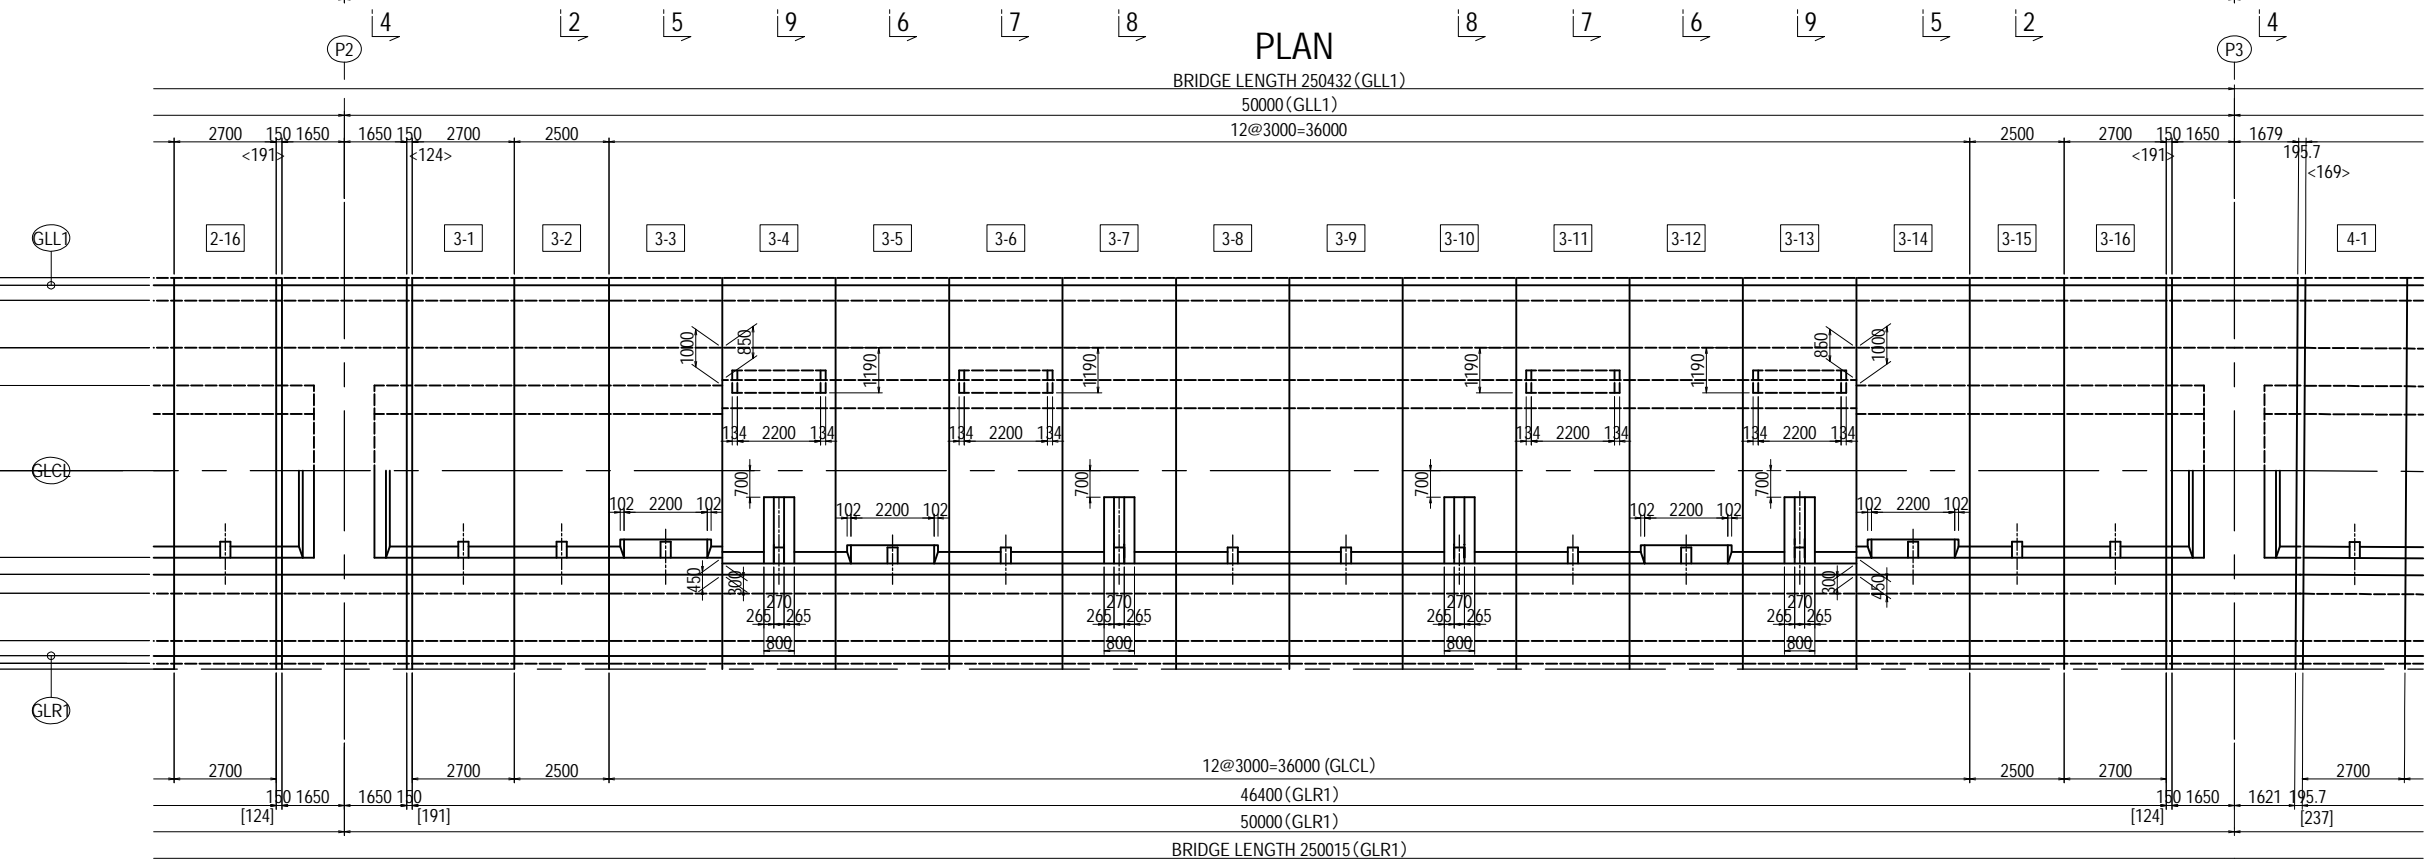 4 2 5 9 6 7 8 8 7 6 9 5 2 4
P2 PLAN P3
BRIDGE LENGTH 250432(GLL1)
50000(GLL1)
2700 150 1650 1650 150 2700 2500 12@3000=36000 2500 2700 150 1650 1679
<191> <124> <191> 195.7
<169>
GLL1 2-16 3-1 3-2 3-3 3-4 3-5 3-6 3-7 3-8 3-9 3-10 3-11 3-12 3-13 3-14 3-15 3-16 4-1
1000 850 1190 1190 1190 1190 850 1000
134 2200 134 134 2200 134 134 2200 134 134 2200 134
GLCL
700 700 700 700
102 2200 102 102 2200 102 102 2200 102 102 2200 102
450 300 300 450
270 270 270 270
265 265 265 265 265 265 265 265
800 800 800 800
GLR1
2700 2700 2500 12@3000=36000 (GLCL) 2500 2700 2700
150 1650 1650 150 46400(GLR1) 150 1650 1621 195.7
[124] [191] 50000(GLR1) [124] [237]
BRIDGE LENGTH 250015(GLR1)